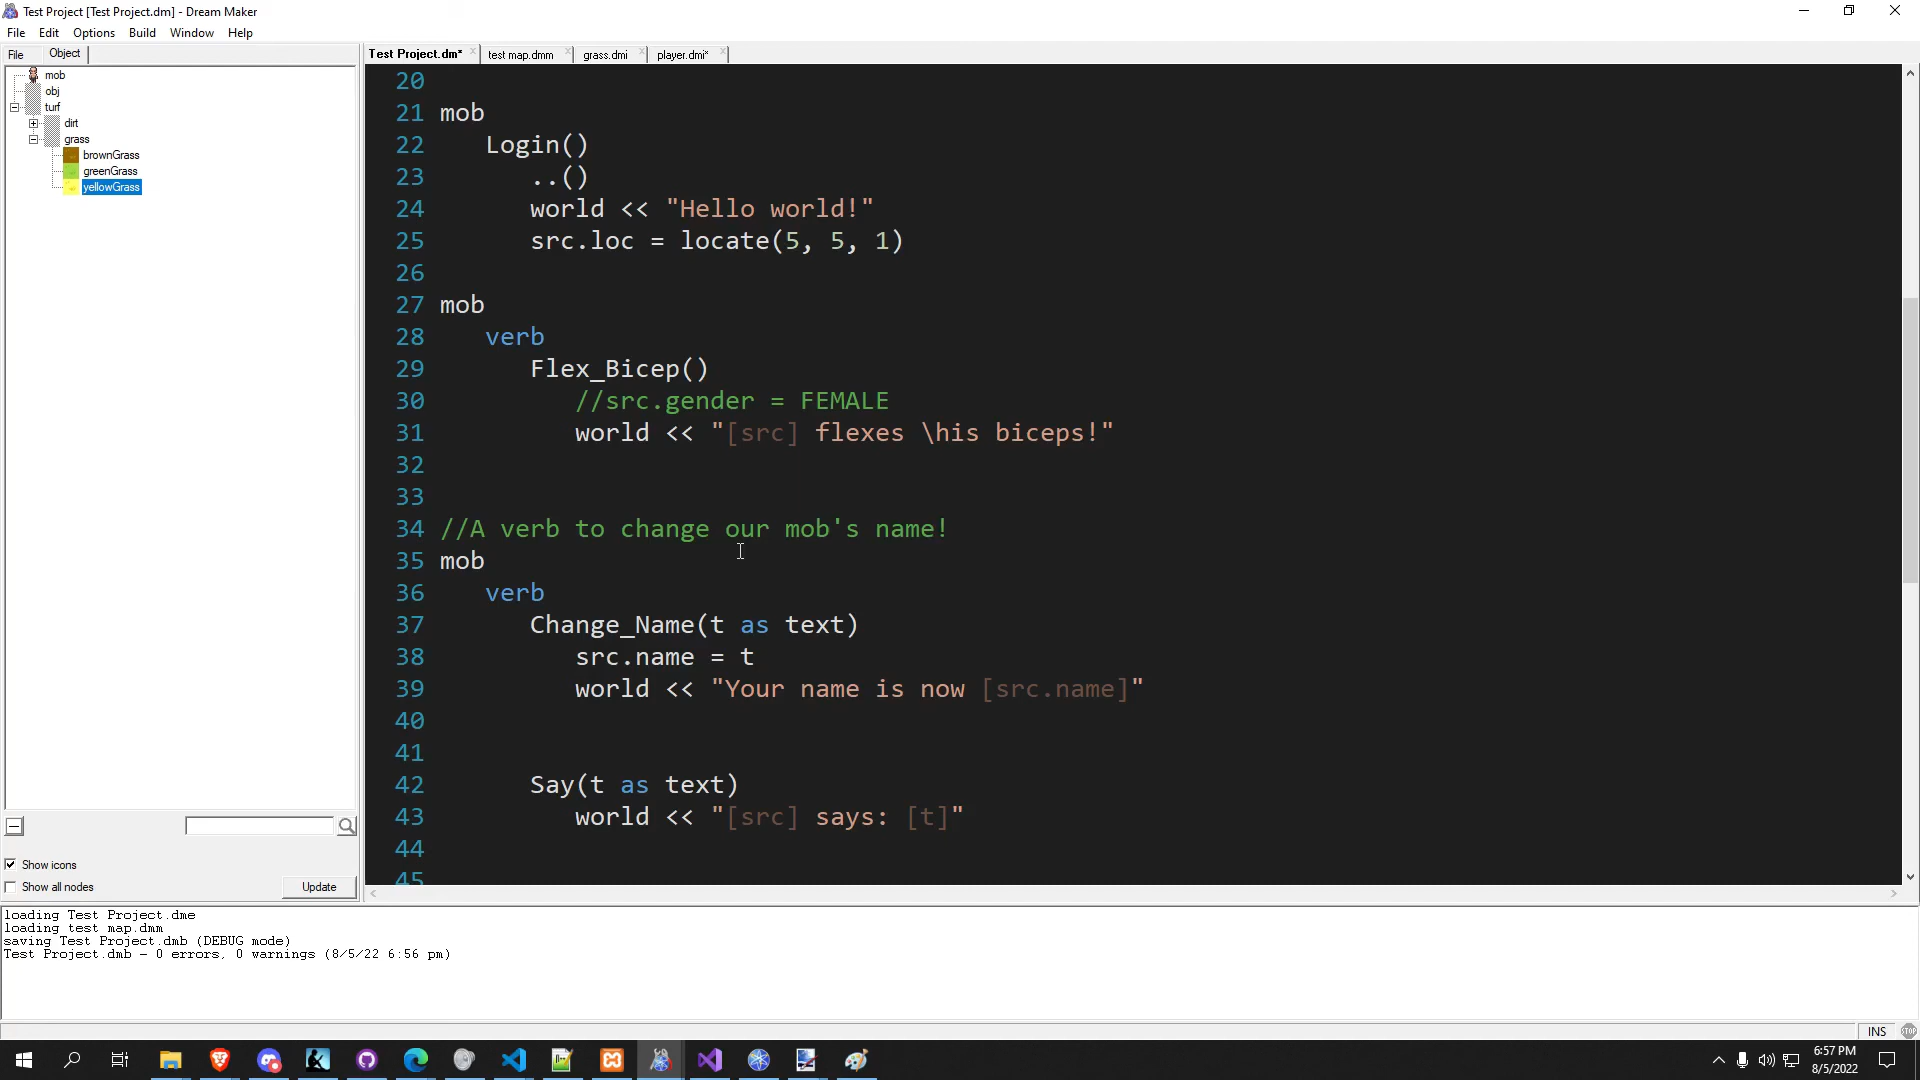 Test Project [Test Project.dm] - Dream Maker
File Edit Options Build Window Help
File Object
Test Project.dm* test map.dmm grass.dmi player.dmi*
mob
obj
turf
dirt
grass
brownGrass
greenGrass
yellowGrass
Show icons
Show all nodes
Update
20
21 mob
22 Login()
23 ..()
24 world << "Hello world!"
25 src.loc = locate(5, 5, 1)
26
27 mob
28 verb
29 Flex_Bicep()
30 //src.gender = FEMALE
31 world << "[src] flexes \his biceps!"
32
33
34 //A verb to change our mob's name!
35 mob
36 verb
37 Change_Name(t as text)
38 src.name = t
39 world << "Your name is now [src.name]"
40
41
42 Say(t as text)
43 world << "[src] says: [t]"
44
45
loading Test Project.dme
loading test map.dmm
saving Test Project.dmb (DEBUG mode)
Test Project.dmb - 0 errors, 0 warnings (8/5/22 6:56 pm)
INS
6:57 PM
8/5/2022